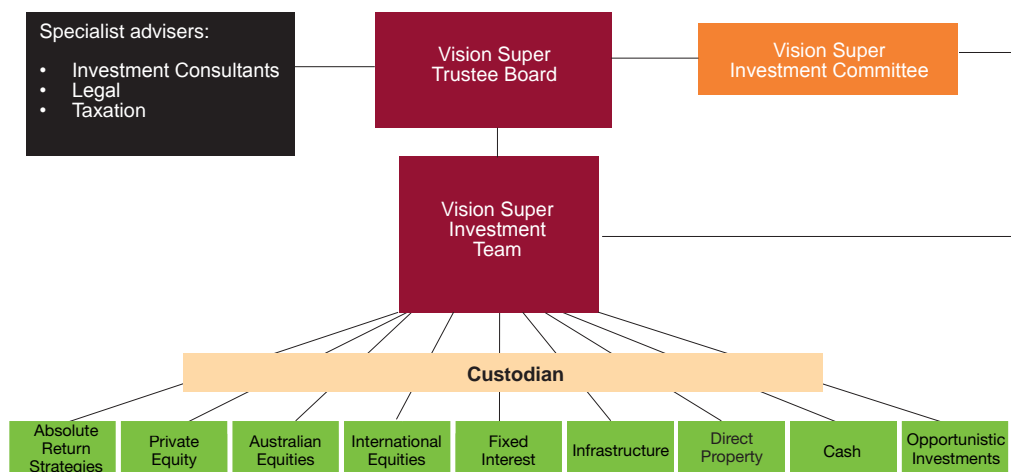 Specialist advisers:
• Investment Consultants
• Legal
• Taxation
Vision Super
Trustee Board
Vision Super
Investment Committee
Vision Super
Investment
Team
Custodian
Absolute
Return
Strategies
Private
Equity
Australian
Equities
International
Equities
Fixed
Interest
Infrastructure
Direct
Property
Cash
Opportunistic
Investments